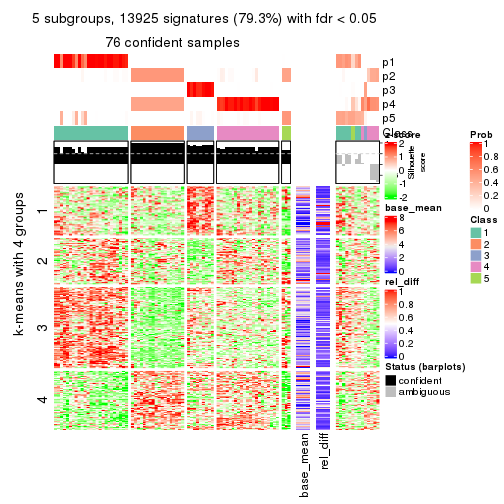 5 subgroups, 13925 signatures (79.3%) with fdr < 0.05
76 confident samples
p1
p2
p3
p4
p5
Class
Silhouette
score
k-means with 4 groups
1
2
3
4
base_mean
rel_diff
z-score
2
1
0
-1
-2
base_mean
8
6
4
2
0
rel_diff
1
0.8
0.6
0.4
0.2
0
Status (barplots)
confident
ambiguous
Prob
1
0.8
0.6
0.4
0.2
0
Class
1
2
3
4
5